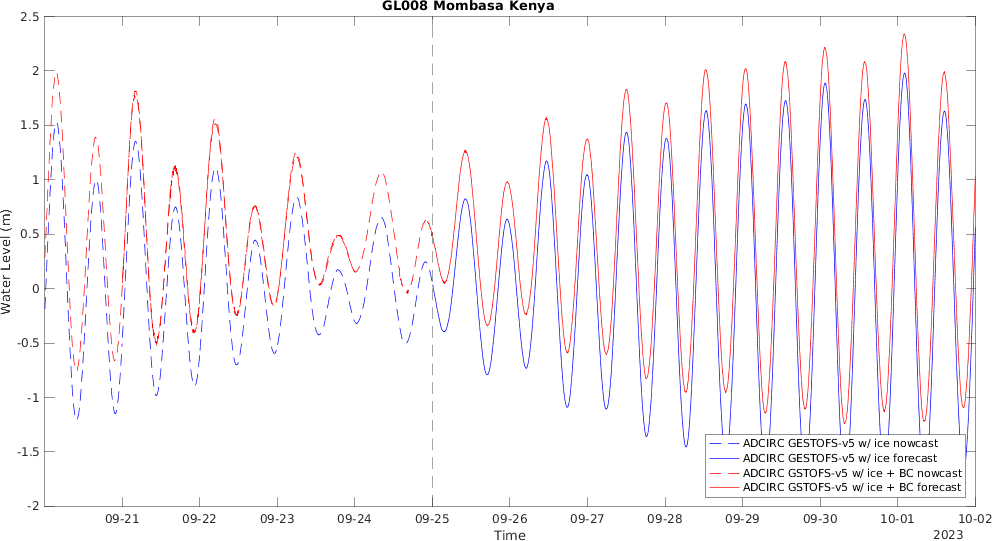 GL008 Mombasa Kenya
2.5
2
1.5
1
0.5
0
-0.5
-1
-1.5
-2
Water Level (m)
ADCIRC GESTOFS-v5 w/ ice nowcast
ADCIRC GESTOFS-v5 w/ ice forecast
ADCIRC GSTOFS-v5 w/ ice + BC nowcast
ADCIRC GSTOFS-v5 w/ ice + BC forecast
09-21 09-22 09-23 09-24 09-25 09-26 09-27 09-28 09-29 09-30 10-01 10-02
Time
2023